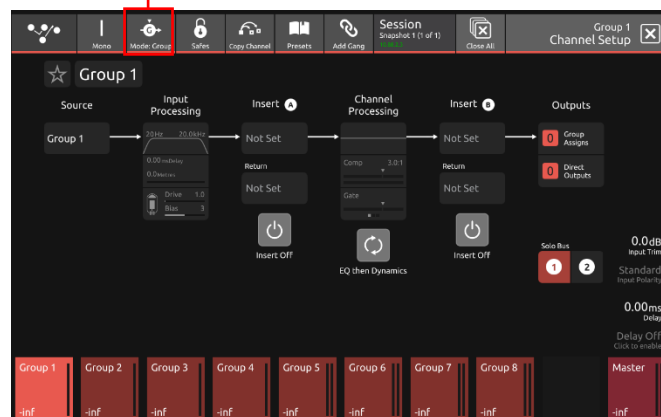 Mono
G
Mode: Group
Safes
Copy Channel
Presets
Add Gang
Session
Snapshot 1 (1 of 1)
Close All
Group 1
Channel Setup
Group 1
Source
Input
Processing
Insert A
Channel
Processing
Insert B
Outputs
Group 1
20Hz 20.0kHz
Not Set
Not Set
0 Group
Assigns
0.00 ms Delay
0.0 Metres
Return
Comp 3.0:1
Return
0 Direct
Outputs
Drive 1.0
Bias 3
Not Set
Gate
Not Set
Insert Off
EQ then Dynamics
Insert Off
Solo Bus
1 2
0.0dB
Input Trim
Standard
Input Polarity
0.00ms
Delay
Delay Off
Click to enable
Group 1 Group 2 Group 3 Group 4 Group 5 Group 6 Group 7 Group 8 Master
-inf -inf -inf -inf -inf -inf -inf -inf -inf